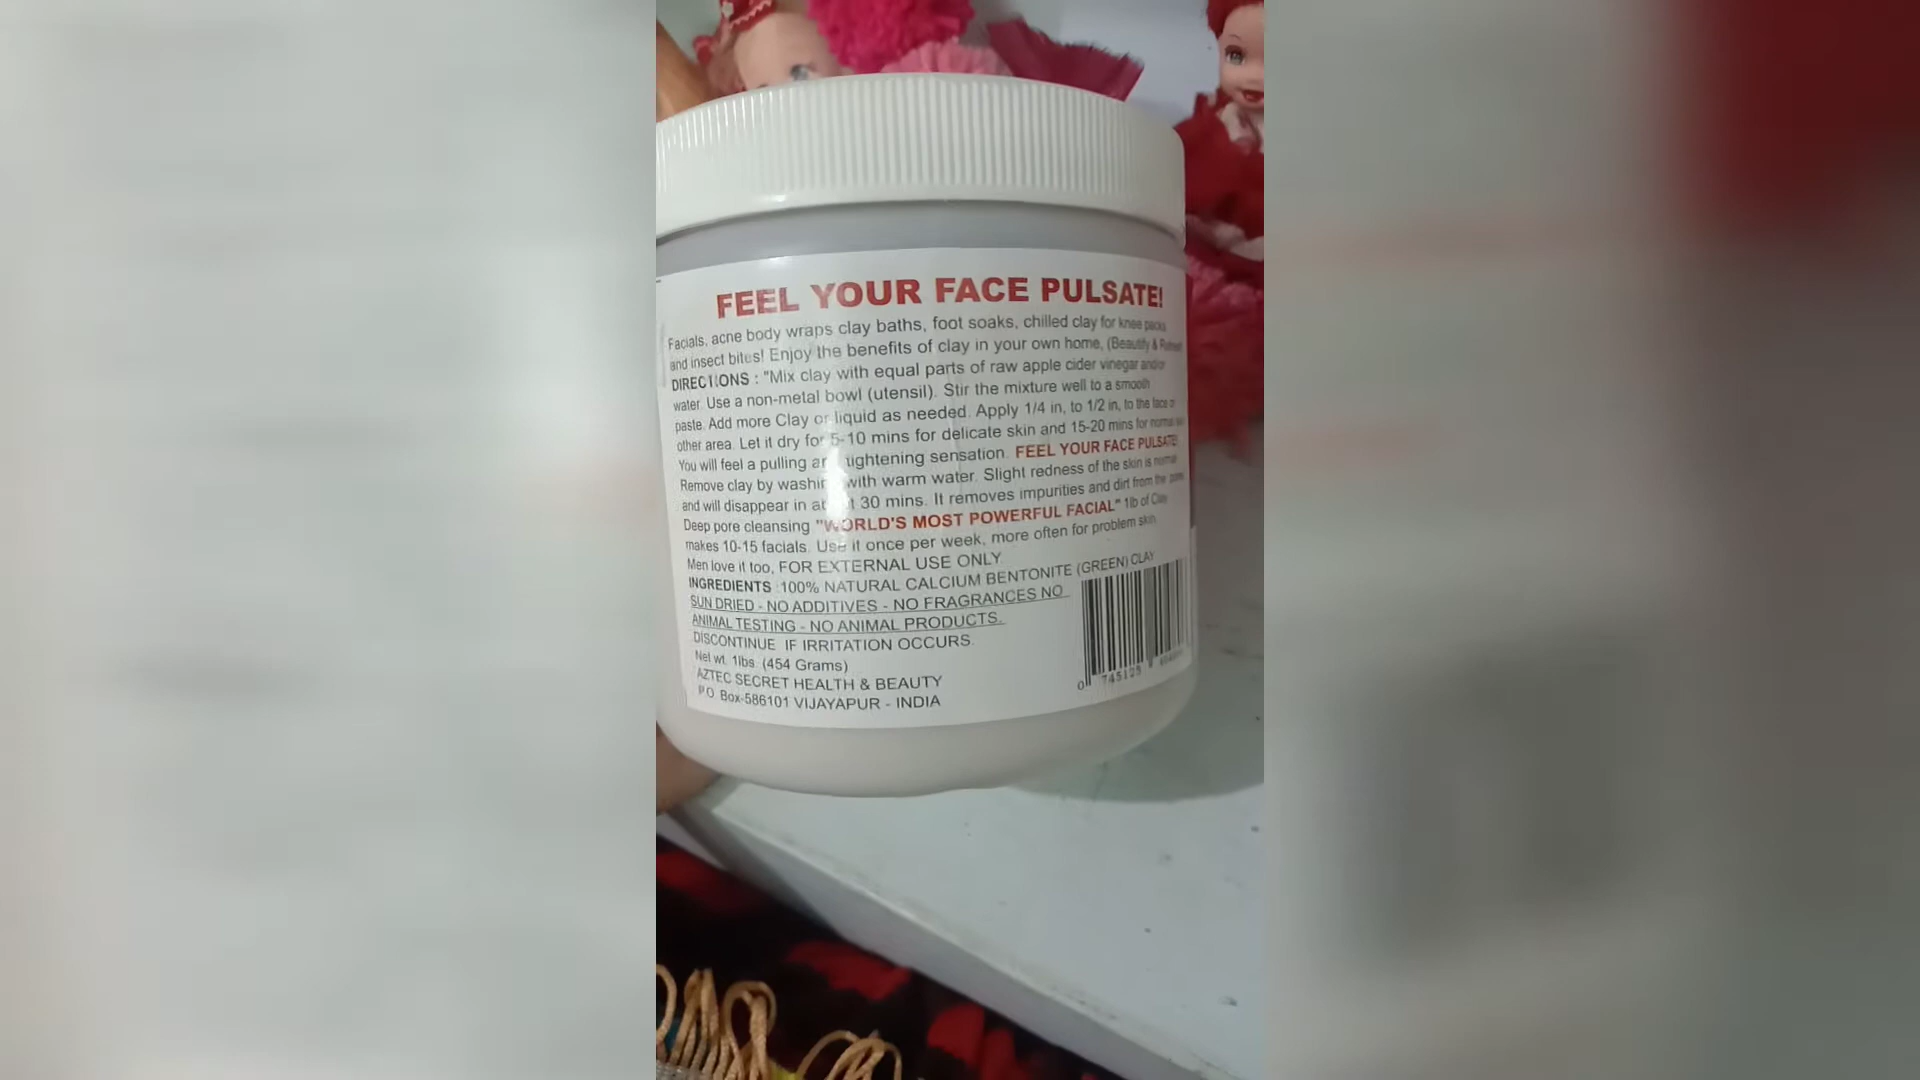 FEEL YOUR FACE PULSATE!
Facials, acne body wraps clay baths, foot soaks, chilled clay for knee packs
and insect bites! Enjoy the benefits of clay in your own home, (Beautify &
DIRECTIONS : "Mix clay with equal parts of raw apple cider vinegar and/or
water. Use a non-metal bowl (utensil). Stir the mixture well to a smooth
paste. Add more Clay or liquid as needed. Apply 1/4 in, to 1/2 in, to the face or
other area. Let it dry for 5-10 mins for delicate skin and 15-20 mins for normal
You will feel a pulling and tightening sensation. FEEL YOUR FACE PULSATE!
Remove clay by washing with warm water. Slight redness of the skin is normal
and will disappear in about 30 mins. It removes impurities and dirt from the pores
Deep pore cleansing "WORLD'S MOST POWERFUL FACIAL" 1lb of Clay
makes 10-15 facials. Use it once per week, more often for problem skin.
Men love it too, FOR EXTERNAL USE ONLY
INGREDIENTS :100% NATURAL CALCIUM BENTONITE (GREEN) CLAY
SUN DRIED - NO ADDITIVES - NO FRAGRANCES NO
ANIMAL TESTING - NO ANIMAL PRODUCTS.
DISCONTINUE IF IRRITATION OCCURS.
Net wt. 1lbs. (454 Grams)
AZTEC SECRET HEALTH & BEAUTY
P O Box-586101 VIJAYAPUR - INDIA
0 745125